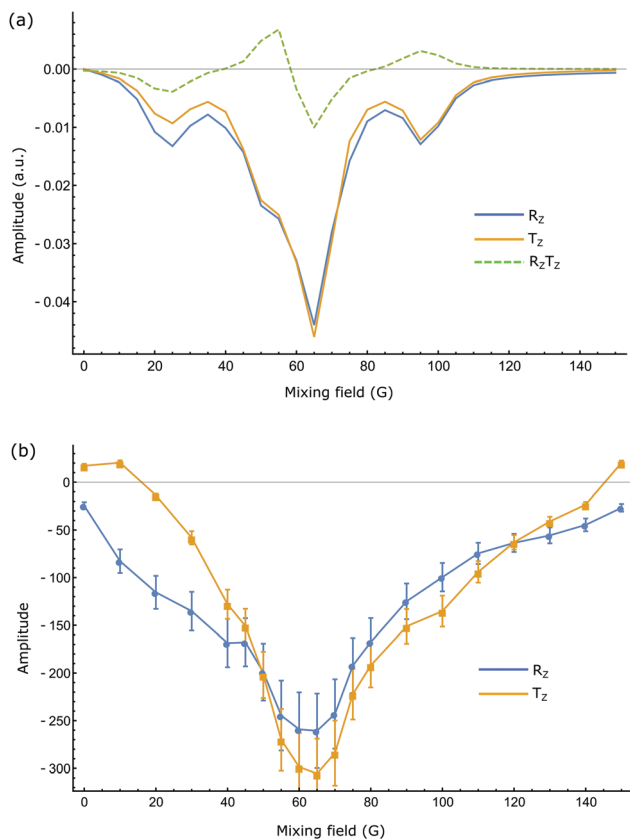 (a)
0.00
- 0.01
- 0.02
- 0.03
- 0.04
Amplitude (a.u.)
R_Z
T_Z
R_ZT_Z
0 20 40 60 80 100 120 140
Mixing field (G)
(b)
0
- 50
- 100
- 150
- 200
- 250
- 300
Amplitude
R_Z
T_Z
0 20 40 60 80 100 120 140
Mixing field (G)